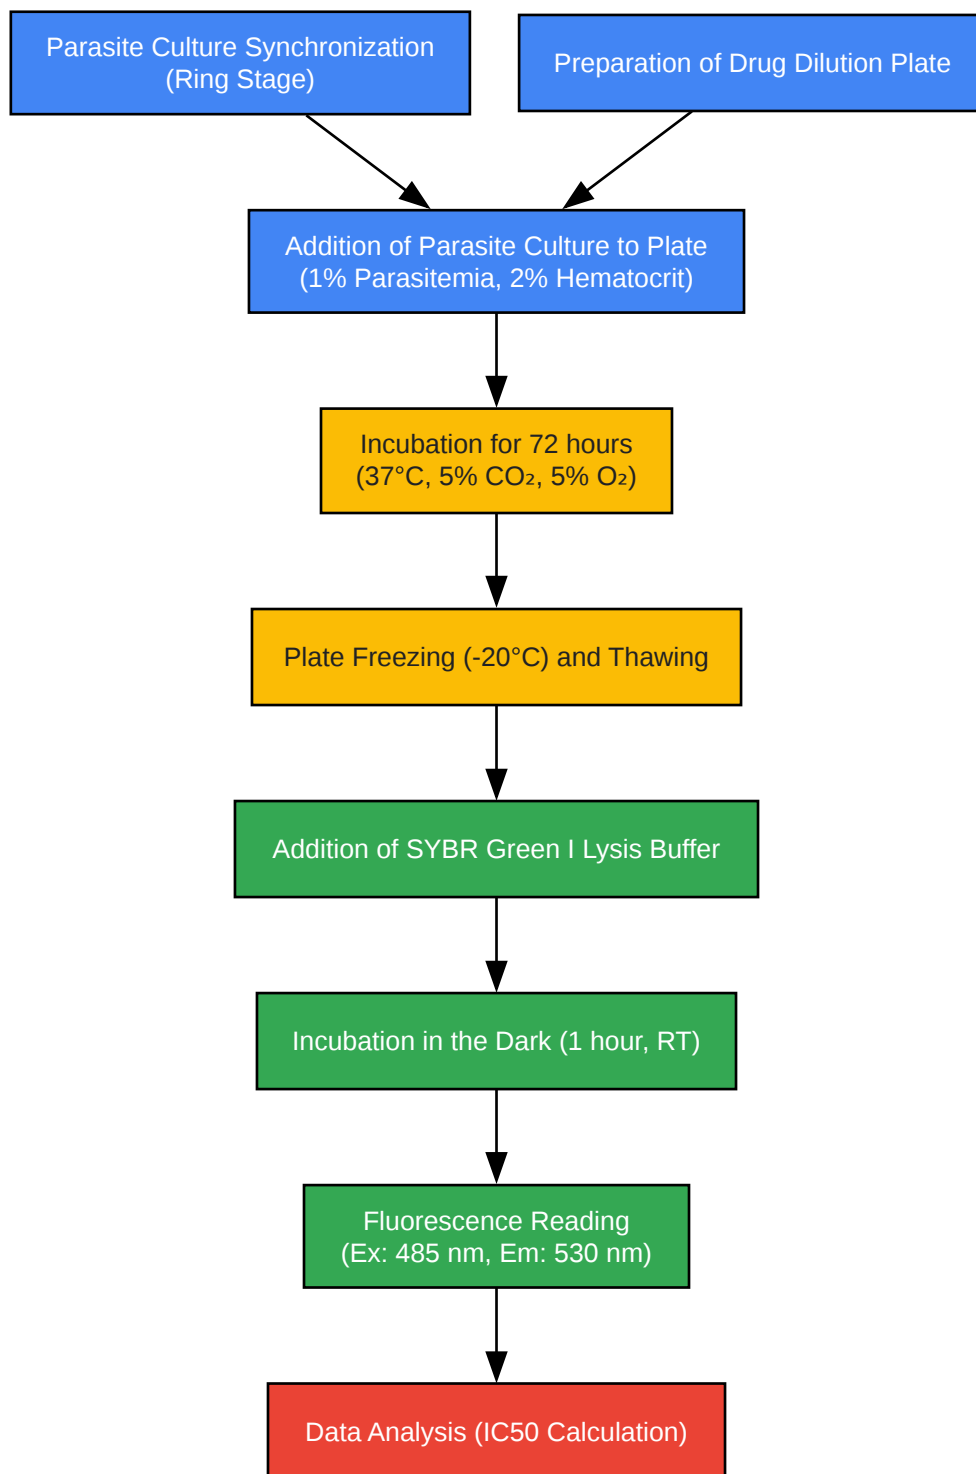 Parasite Culture Synchronization
(Ring Stage)
Preparation of Drug Dilution Plate
Addition of Parasite Culture to Plate
(1% Parasitemia, 2% Hematocrit)
Incubation for 72 hours
(37°C, 5% CO₂, 5% O₂)
Plate Freezing (-20°C) and Thawing
Addition of SYBR Green I Lysis Buffer
Incubation in the Dark (1 hour, RT)
Fluorescence Reading
(Ex: 485 nm, Em: 530 nm)
Data Analysis (IC50 Calculation)